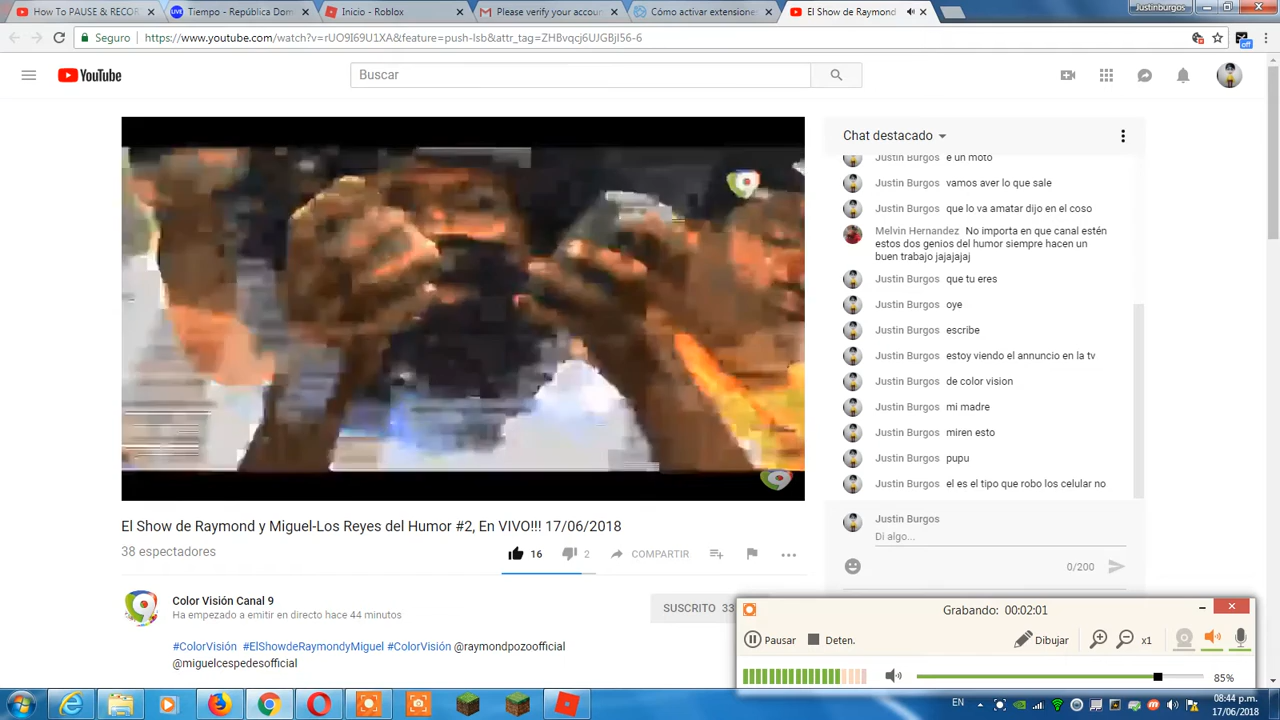 How To PAUSE & RECOR
Tiempo - República Dom
Inicio - Roblox
Please verify your accou
Cómo activar extensione
El Show de Raymond
Justinburgos
Seguro
https://www.youtube.com/watch?v=rUO9I69U1XA&feature=push-lsb&attr_tag=ZHBvqcj6UJGBjI56-6
off
YouTube
Buscar
Chat destacado
Justin Burgos e un moto
Justin Burgos vamos aver lo que sale
Justin Burgos que lo va amatar dijo en el coso
Melvin Hernandez No importa en que canal estén
estos dos genios del humor siempre hacen un
buen trabajo jajajajaj
Justin Burgos que tu eres
Justin Burgos oye
Justin Burgos escribe
Justin Burgos estoy viendo el annuncio en la tv
Justin Burgos de color vision
Justin Burgos mi madre
Justin Burgos miren esto
Justin Burgos pupu
Justin Burgos el es el tipo que robo los celular no
Justin Burgos
Di algo...
0/200
El Show de Raymond y Miguel-Los Reyes del Humor #2, En VIVO!!! 17/06/2018
38 espectadores
16
2
COMPARTIR
Color Visión Canal 9
Ha empezado a emitir en directo hace 44 minutos
SUSCRITO 33
#ColorVisión #ElShowdeRaymondyMiguel #ColorVisión @raymondpozoofficial
@miguelcespedesofficial
Grabando: 00:02:01
Pausar
Deten.
Dibujar
x1
85%
EN
08:44 p.m.
17/06/2018